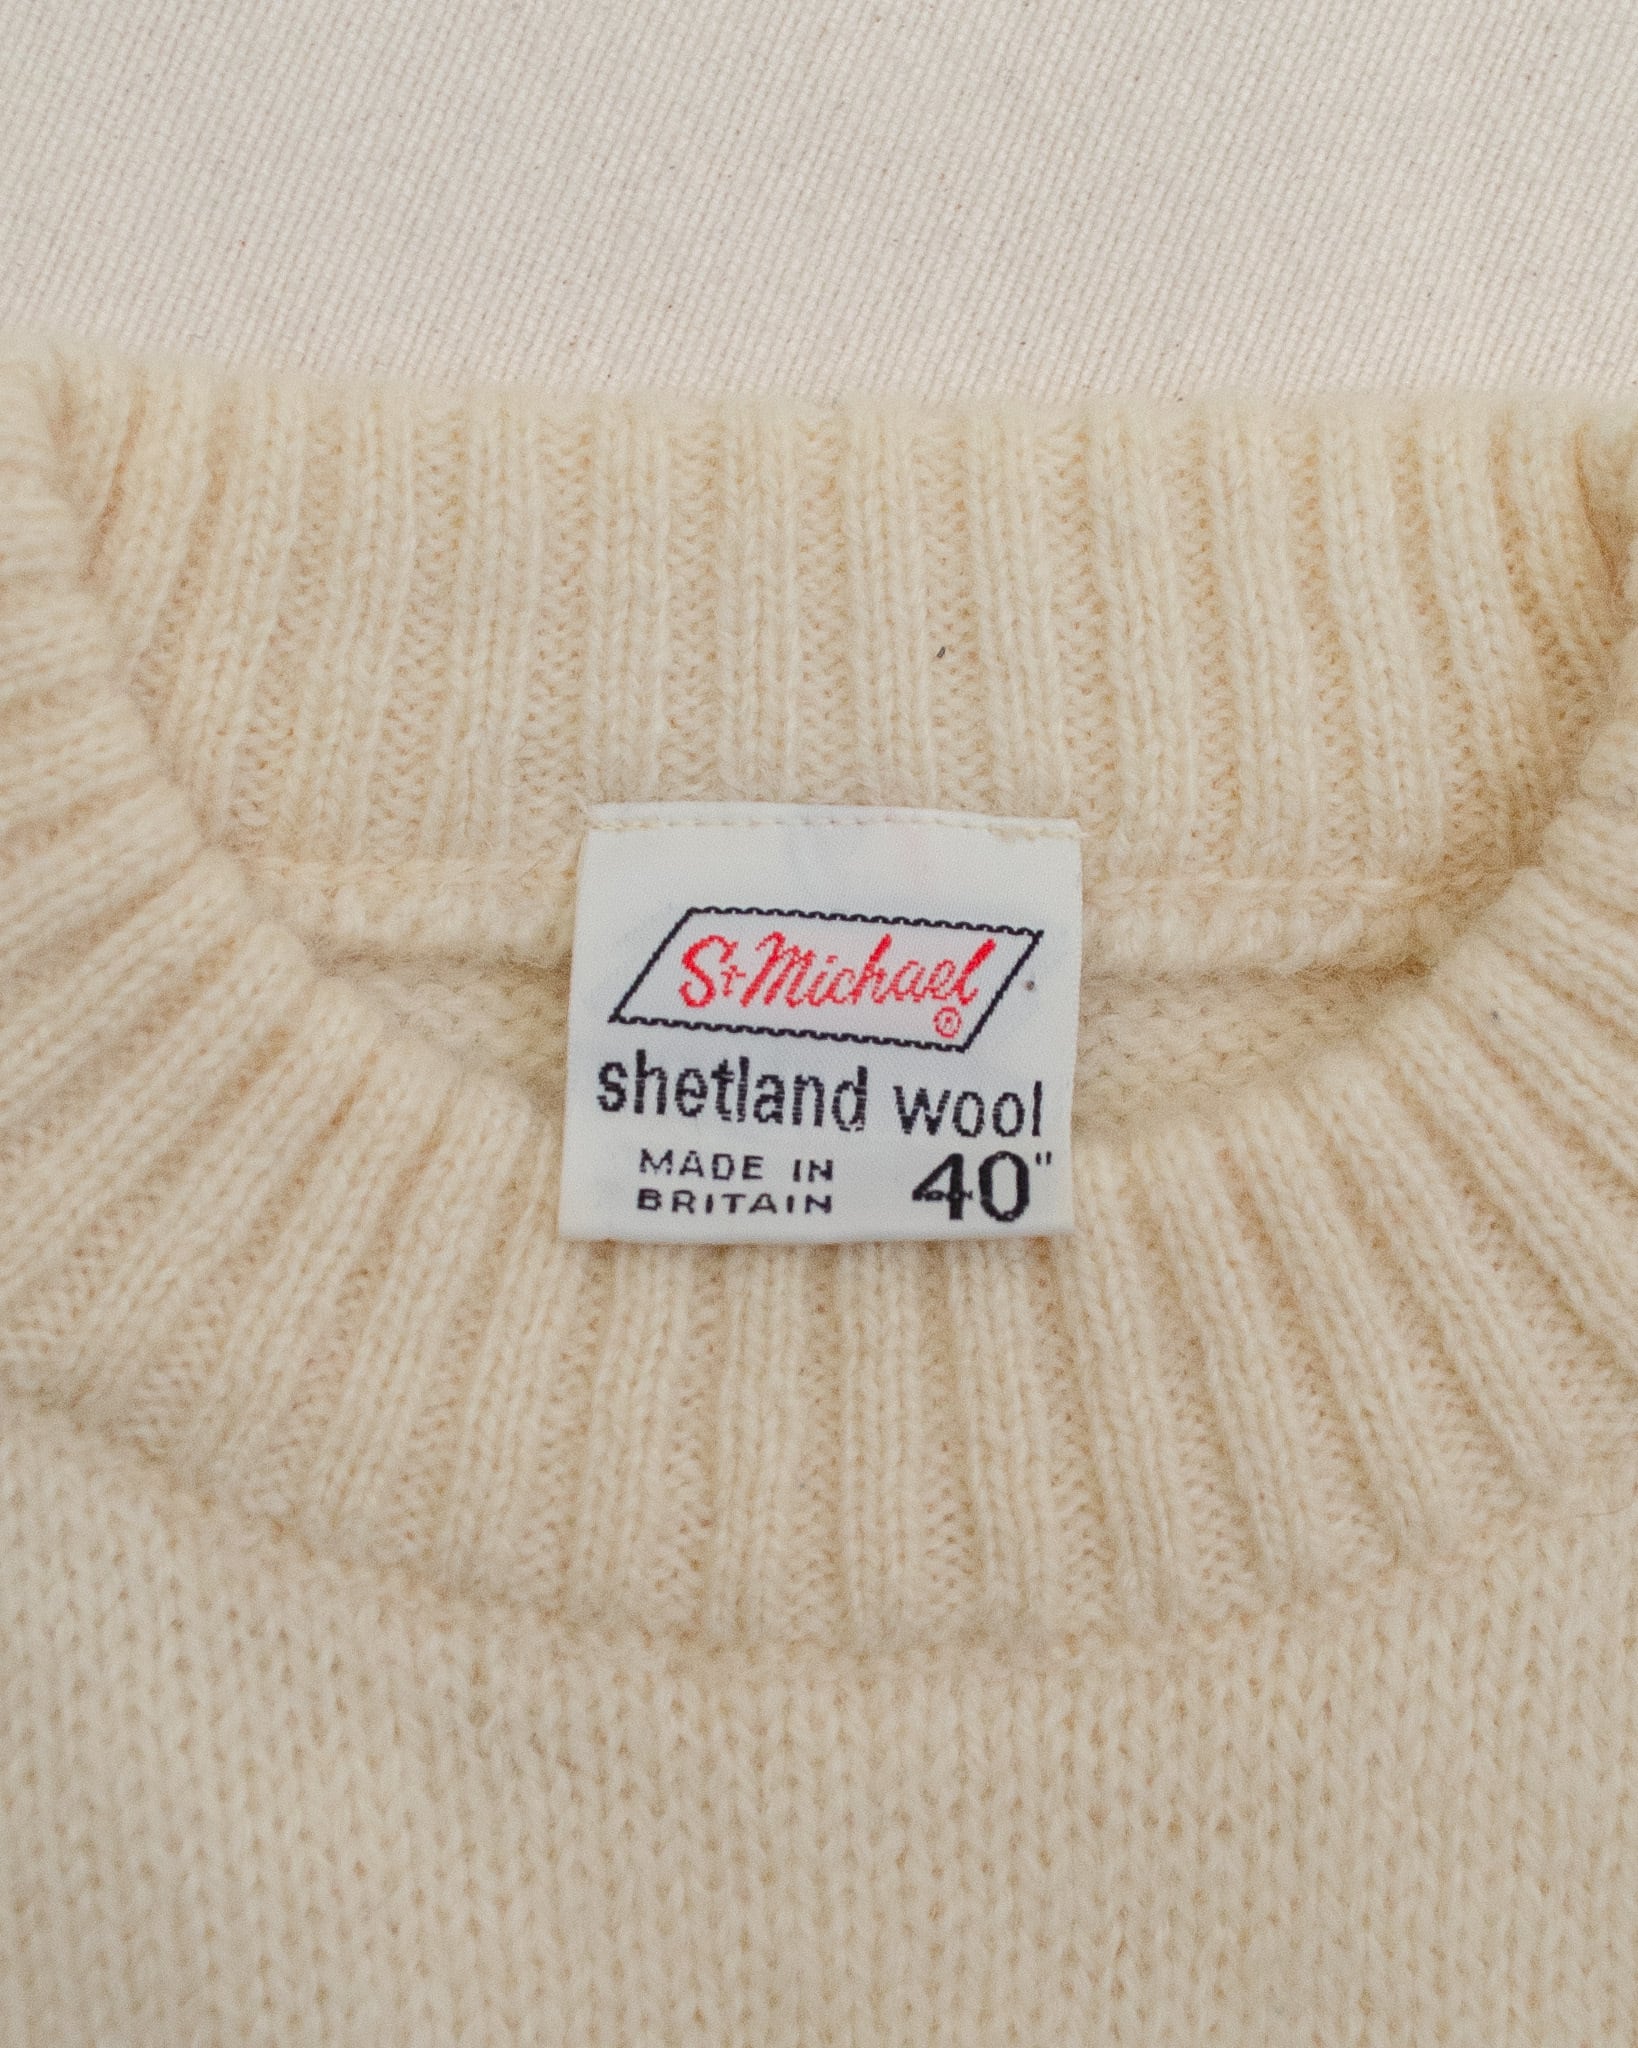 St Michael
®
shetland wool
MADE IN
BRITAIN 40"